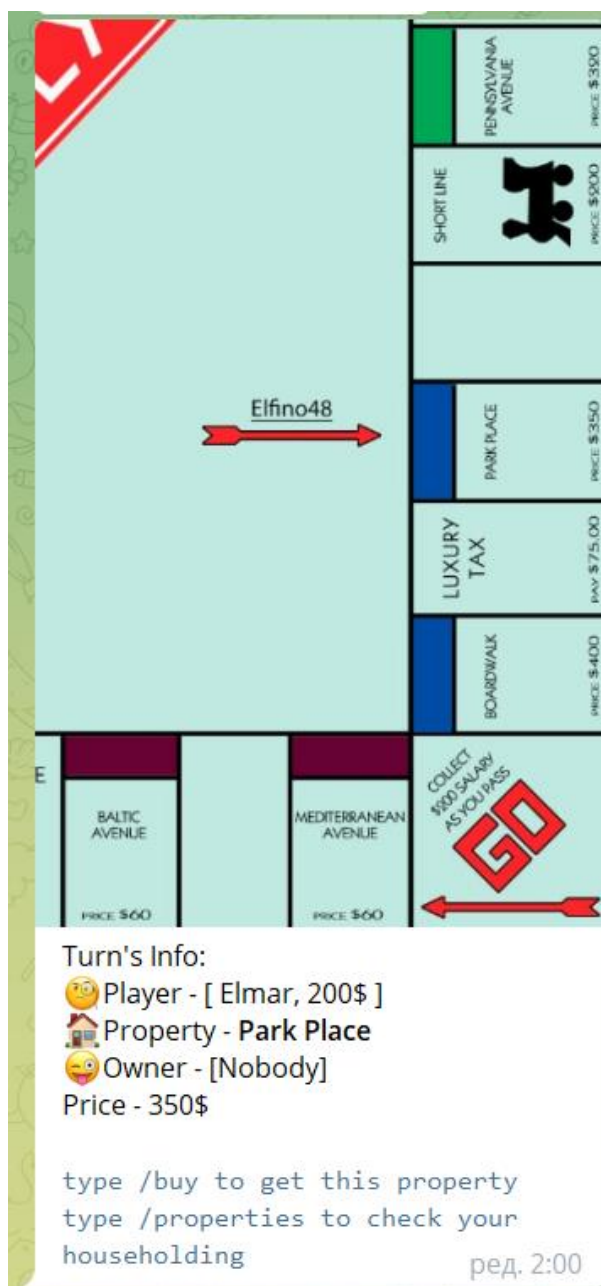 LY
PENNSYLVANIA
AVENUE
PRICE $320
SHORT LINE
PRICE $200
Elfino48
PARK PLACE
PRICE $350
LUXURY
TAX
PAY $75.00
BOARDWALK
PRICE $400
E
BALTIC
AVENUE
PRICE $60
MEDITERRANEAN
AVENUE
PRICE $60
COLLECT
$200 SALARY
AS YOU PASS
GO
Turn's Info:
🧐Player - [ Elmar, 200$ ]
🏠Property - Park Place
😜Owner - [Nobody]
Price - 350$
type /buy to get this property
type /properties to check your
householding
ред. 2:00